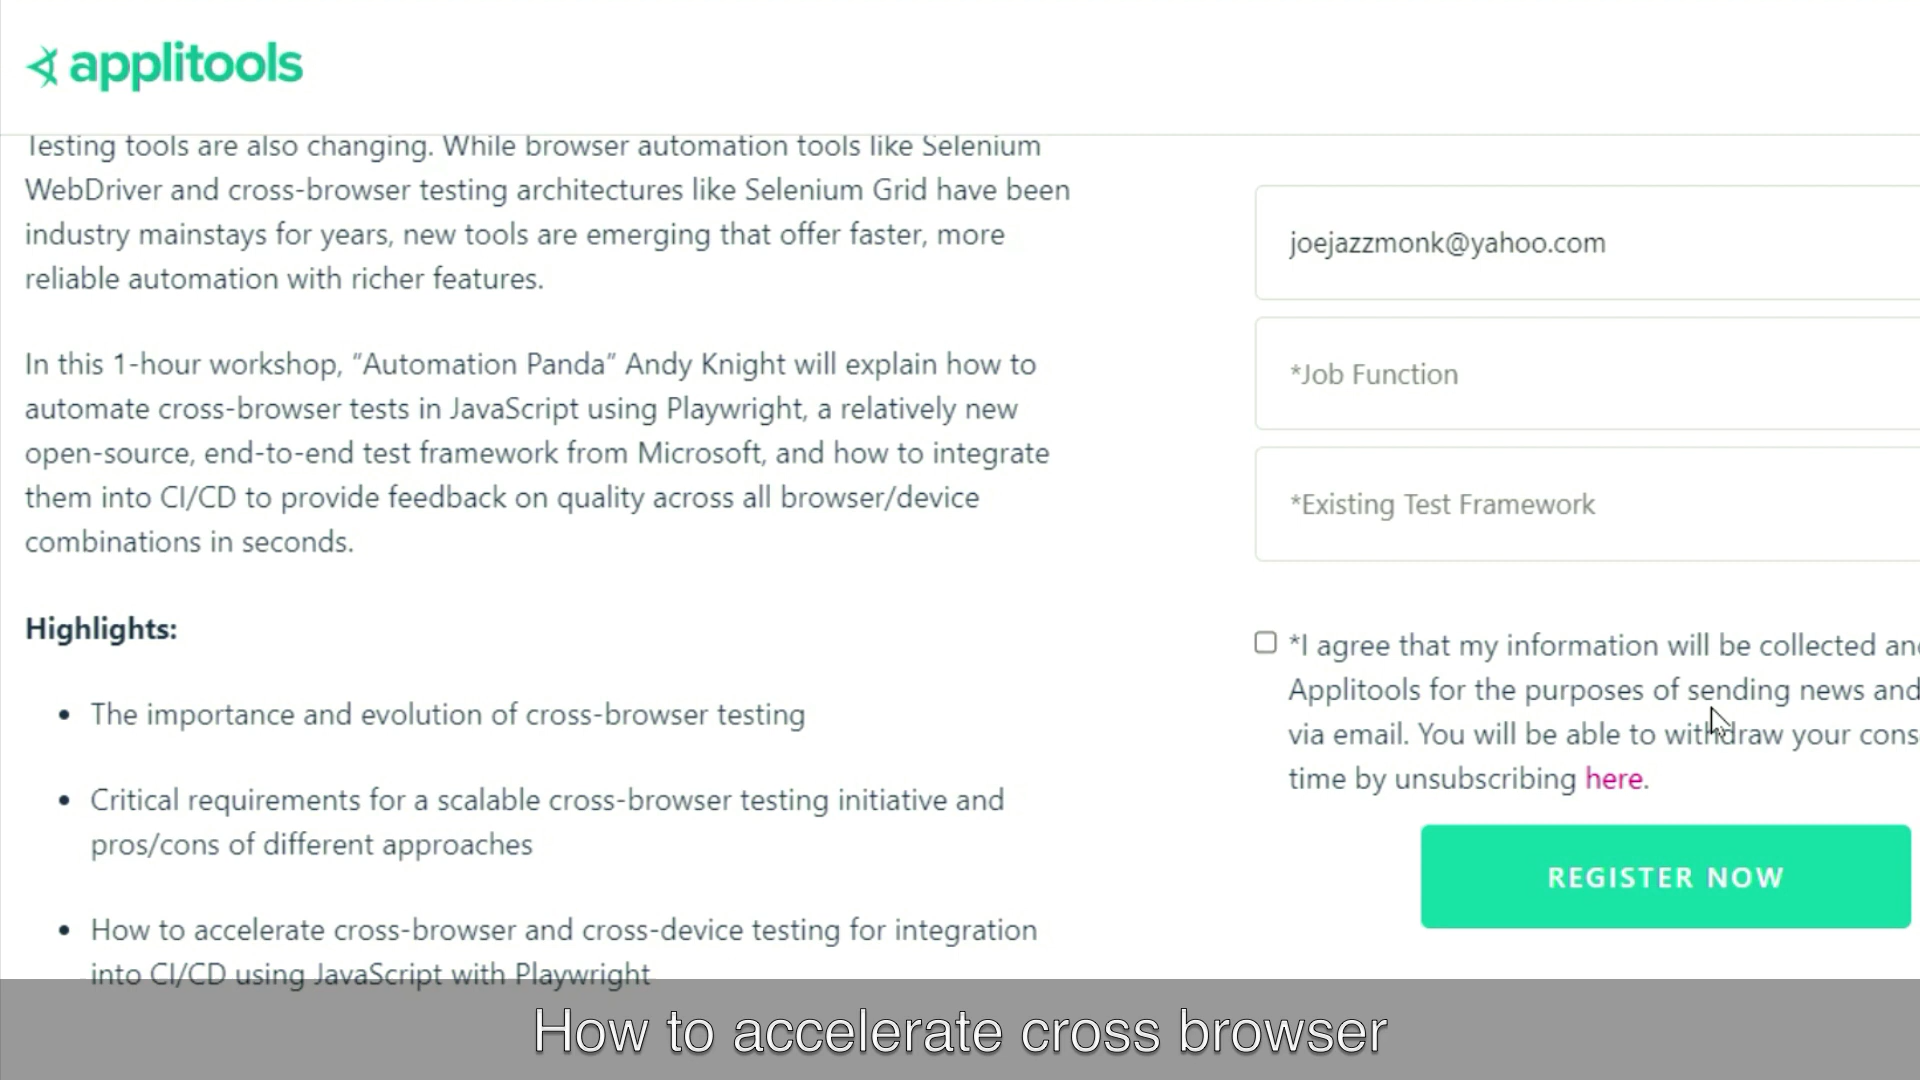 applitools
Testing tools are also changing. While browser automation tools like Selenium
WebDriver and cross-browser testing architectures like Selenium Grid have been
industry mainstays for years, new tools are emerging that offer faster, more
reliable automation with richer features.
In this 1-hour workshop, “Automation Panda” Andy Knight will explain how to
automate cross-browser tests in JavaScript using Playwright, a relatively new
open-source, end-to-end test framework from Microsoft, and how to integrate
them into CI/CD to provide feedback on quality across all browser/device
combinations in seconds.
Highlights:
• The importance and evolution of cross-browser testing
• Critical requirements for a scalable cross-browser testing initiative and
pros/cons of different approaches
• How to accelerate cross-browser and cross-device testing for integration
into CI/CD using JavaScript with Playwright
joejazzmonk@yahoo.com
*Job Function
*Existing Test Framework
*I agree that my information will be collected an
Applitools for the purposes of sending news and
via email. You will be able to withdraw your cons
time by unsubscribing here.
REGISTER NOW
How to accelerate cross browser